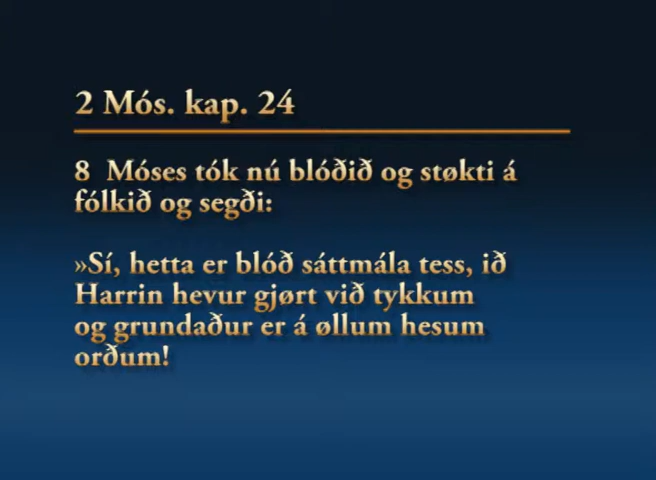 2 Mós. kap. 24
8 Móses tók nú blóðið og støkti á
fólkið og segði:
»Sí, hetta er blóð sáttmála tess, ið
Harrin hevur gjørt við tykkum
og grundaður er á øllum hesum
orðum!